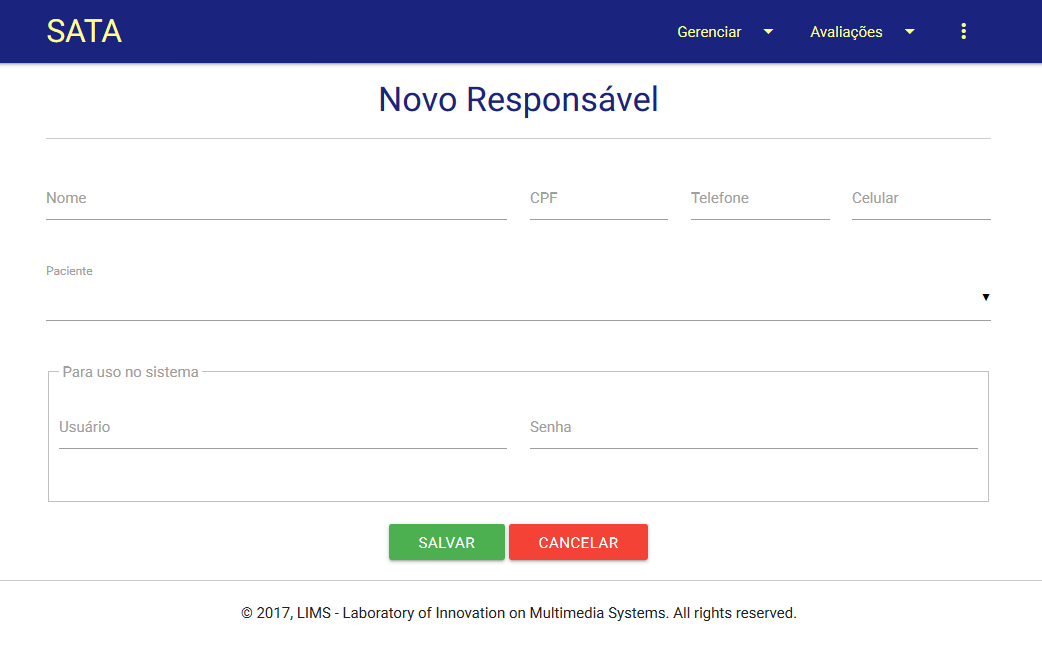 SATA Gerenciar Avaliações
Novo Responsável
Nome CPF Telefone Celular
Paciente
Para uso no sistema
Usuário Senha
SALVAR CANCELAR
© 2017, LIMS - Laboratory of Innovation on Multimedia Systems. All rights reserved.